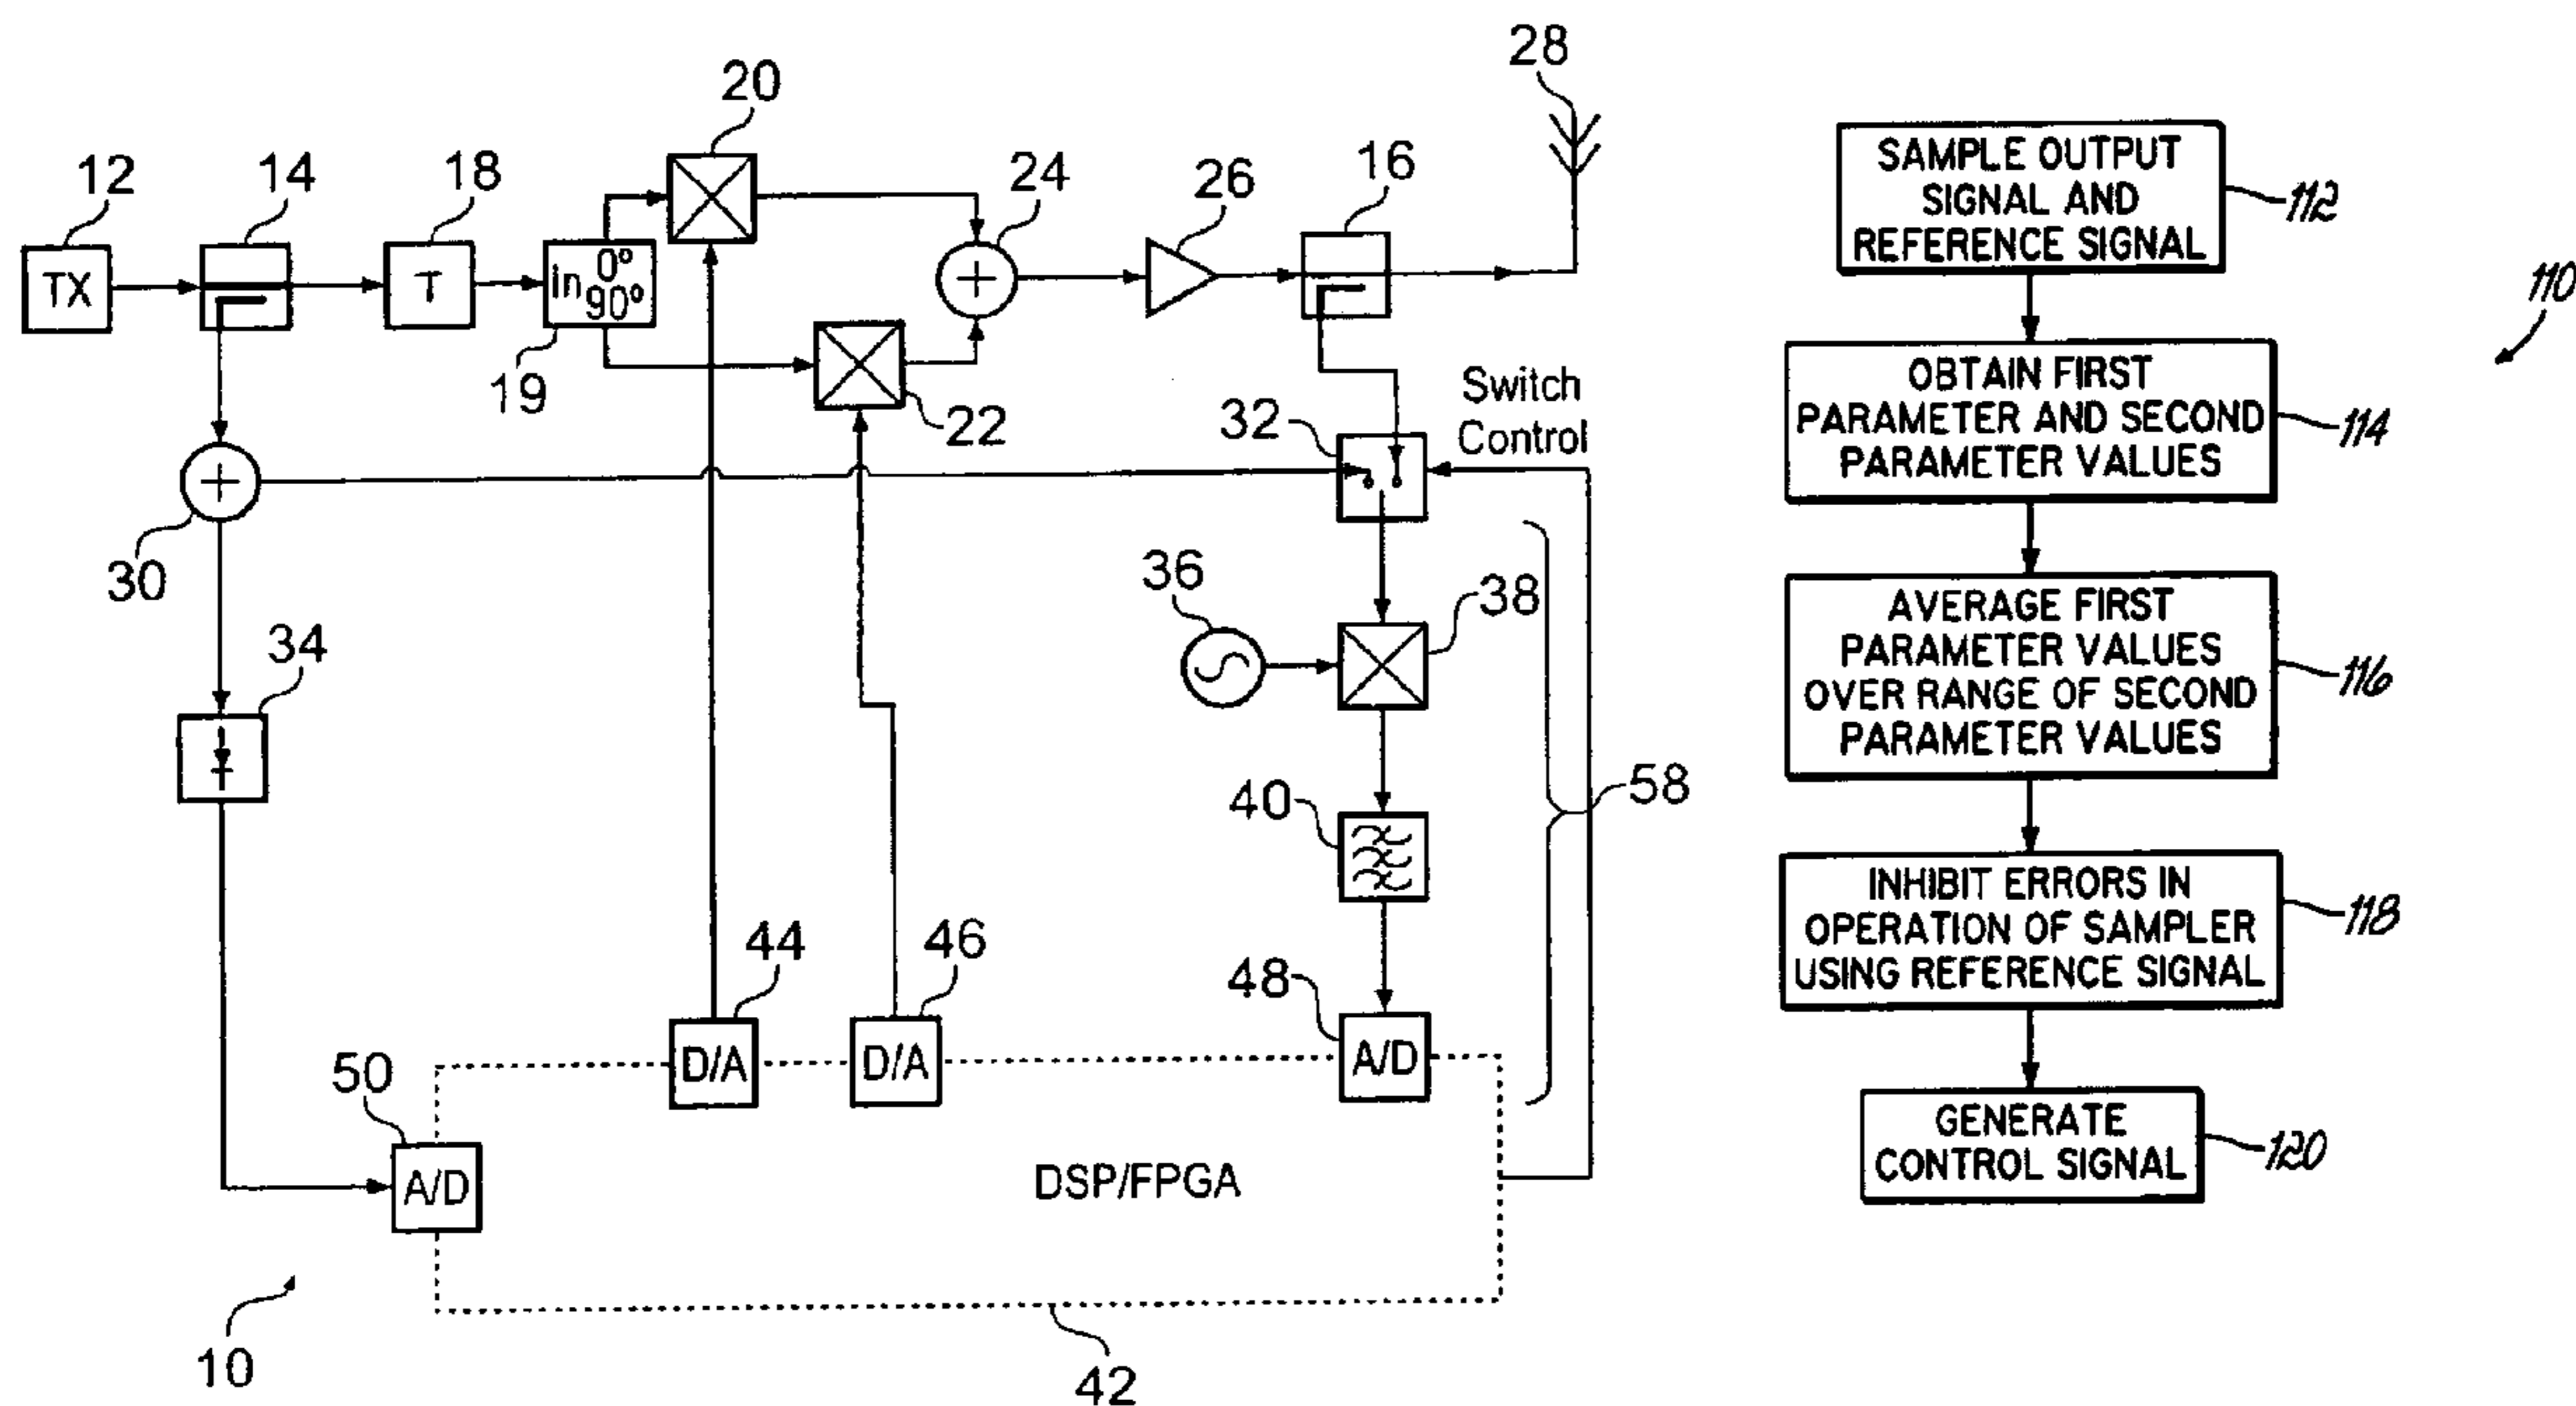 28
20
12
14
18
24
26
16
TX
T
in 0°
90°
19
22
Switch
Control
32
30
36
38
34
40
58
44
46
48
50
D/A
D/A
A/D
A/D
DSP/FPGA
10
42
SAMPLE OUTPUT
SIGNAL AND
REFERENCE SIGNAL
112
110
OBTAIN FIRST
PARAMETER AND SECOND
PARAMETER VALUES
114
AVERAGE FIRST
PARAMETER VALUES
OVER RANGE OF SECOND
PARAMETER VALUES
116
INHIBIT ERRORS IN
OPERATION OF SAMPLER
USING REFERENCE SIGNAL
118
GENERATE
CONTROL SIGNAL
120